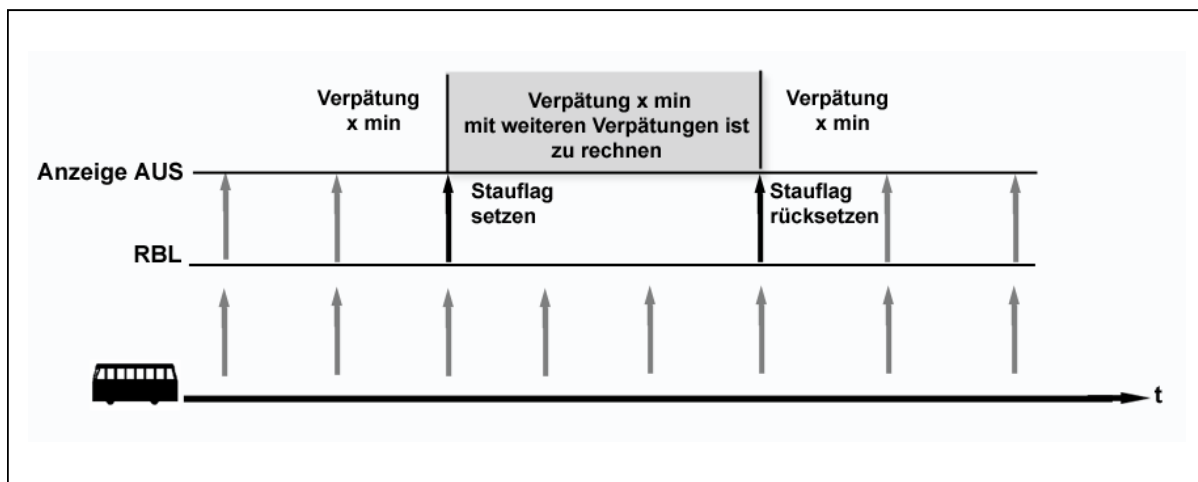 Verpätung
x min
Verpätung x min
mit weiteren Verpätungen ist
zu rechnen
Verpätung
x min
Anzeige AUS
Stauflag
setzen
Stauflag
rücksetzen
RBL
t